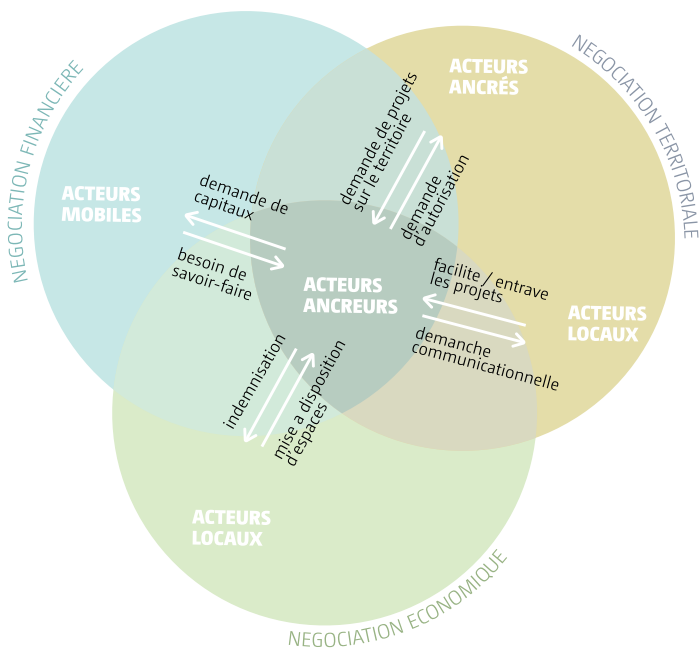 NEGOCIATION FINANCIERE
NEGOCIATION TERRITORIALE
ACTEURS
ANCRÉS
demande de projets
sur le territoire
demande
d'autorisation
ACTEURS
MOBILES
demande de
capitaux
besoin de
savoir-faire
ACTEURS
ANCREURS
facilite / entrave
les projets
ACTEURS
LOCAUX
demanche
communicationnelle
indemnisation
mise a disposition
d'espaces
ACTEURS
LOCAUX
NEGOCIATION ECONOMIQUE